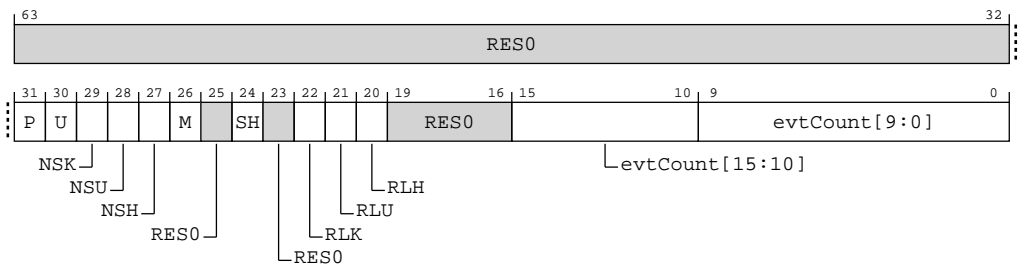 63 32
RES0
31 30 29 28 27 26 25 24 23 22 21 20 19 16 15 10 9 0
P U M SH RES0 evtCount[9:0]
NSK evtCount[15:10]
NSU RLH
NSH RLU
RES0 RLK
RES0